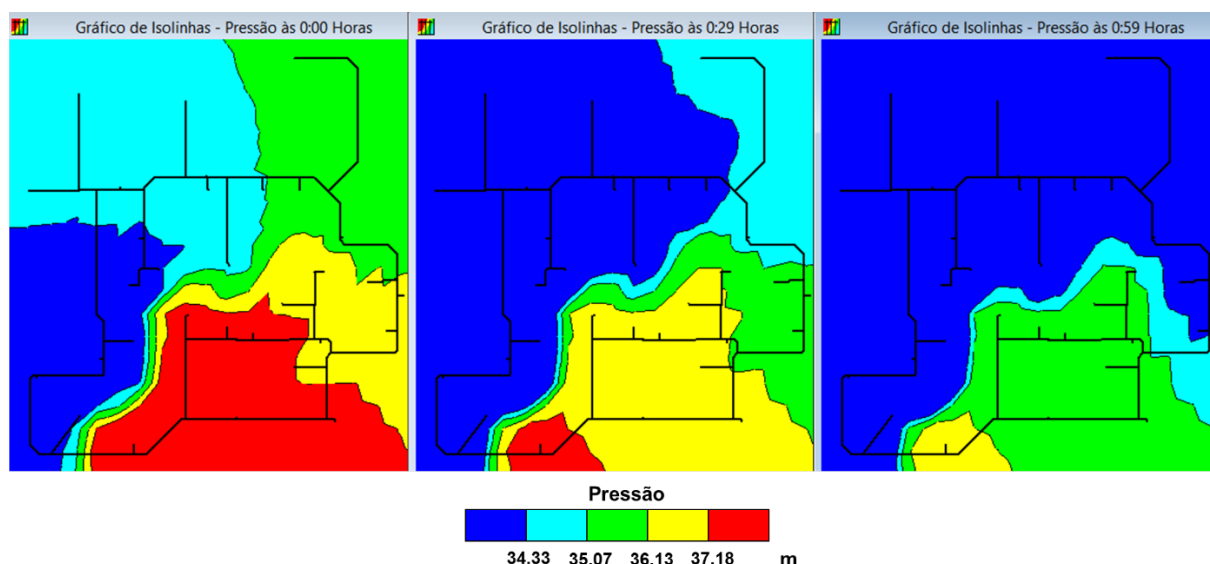 Gráfico de Isolinhas - Pressão às 0:00 Horas
Gráfico de Isolinhas - Pressão às 0:29 Horas
Gráfico de Isolinhas - Pressão às 0:59 Horas
Pressão
34.33 35.07 36.13 37.18 m